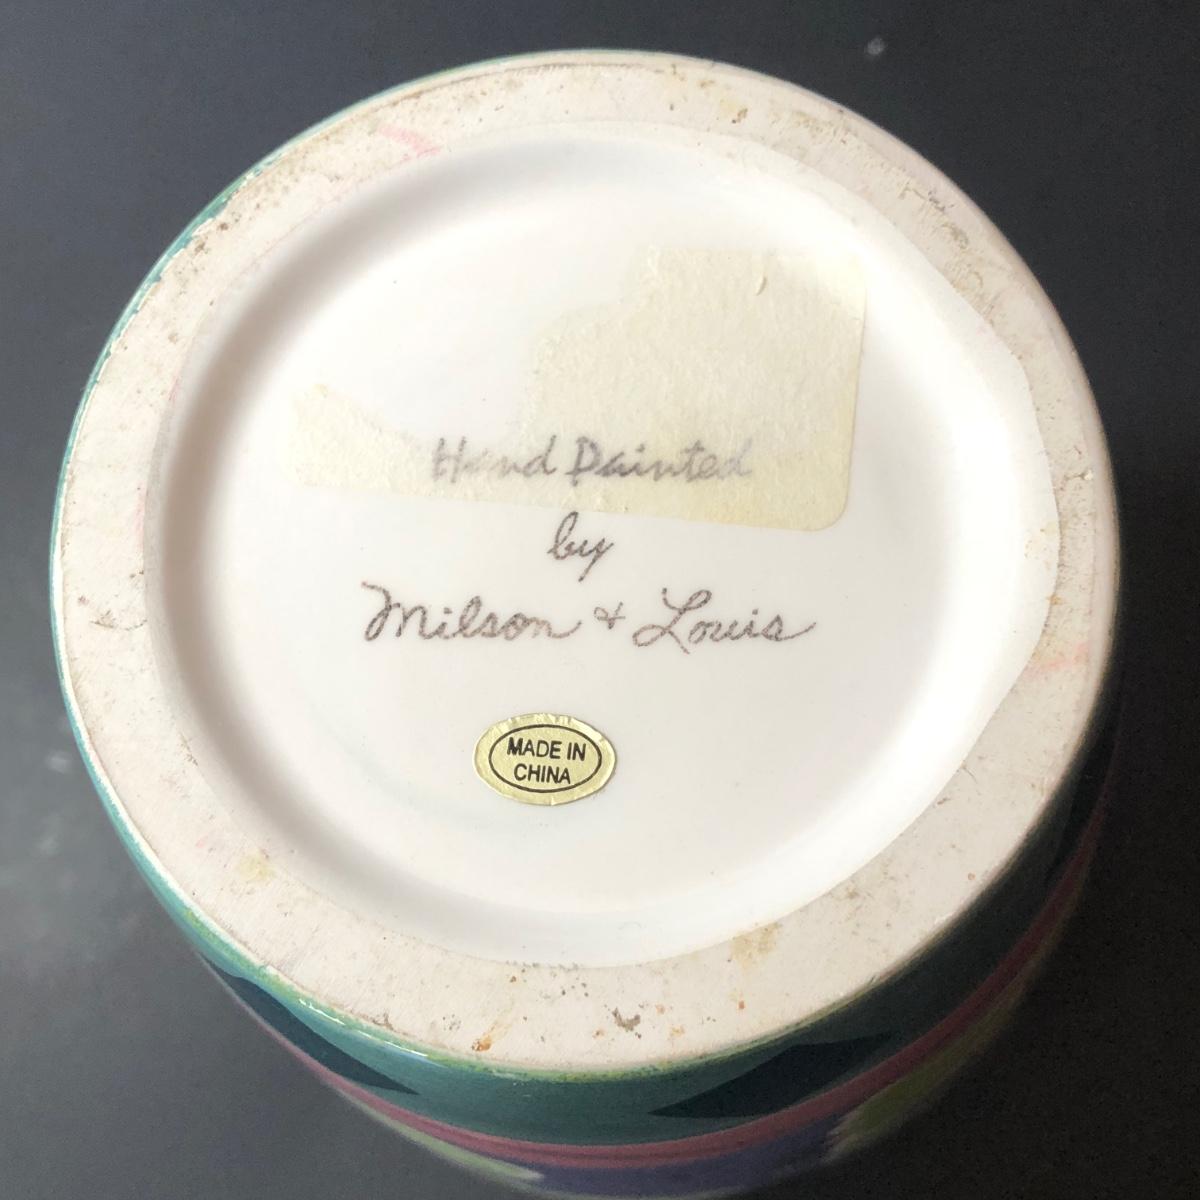 Hand Painted
by
Milson & Louis
MADE IN
CHINA